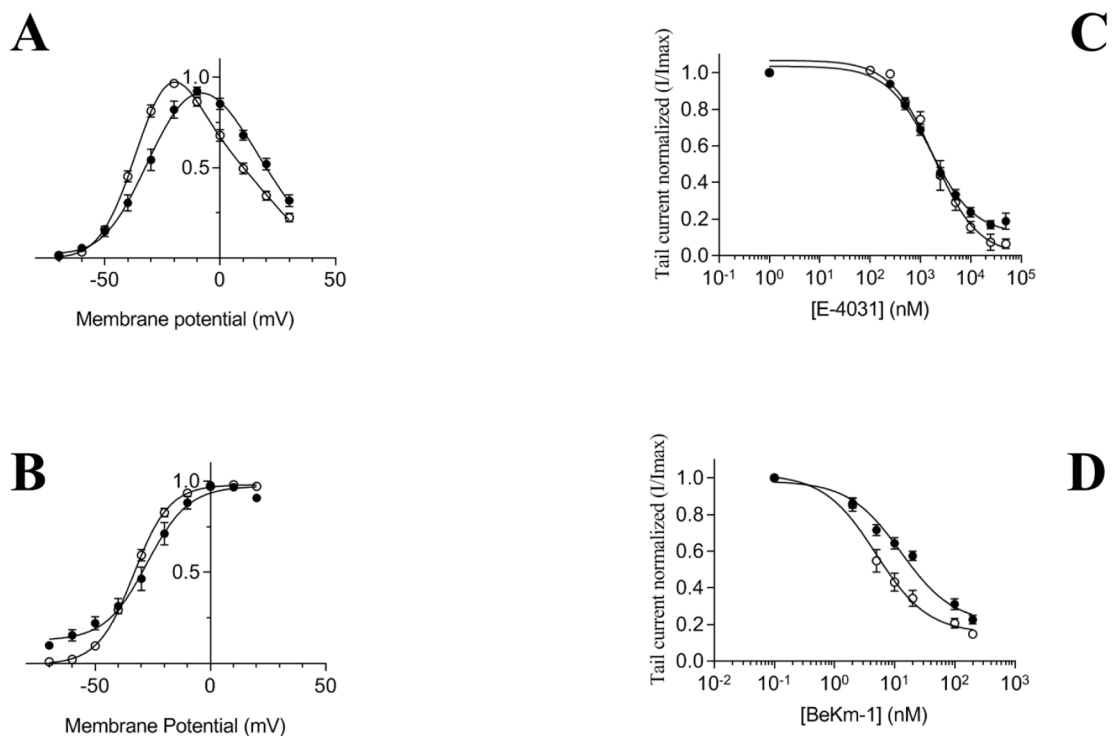 A
1.0
0.5
-50 0 50
Membrane potential (mV)
C
Tail current normalized (I/Imax)
1.0
0.8
0.6
0.4
0.2
0.0
10-1 100 101 102 103 104 105
[E-4031] (nM)
B
1.0
0.5
-50 0 50
Membrane Potential (mV)
D
Tail current normalized (I/Imax)
1.0
0.8
0.6
0.4
0.2
0.0
10-2 10-1 100 101 102 103
[BeKm-1] (nM)